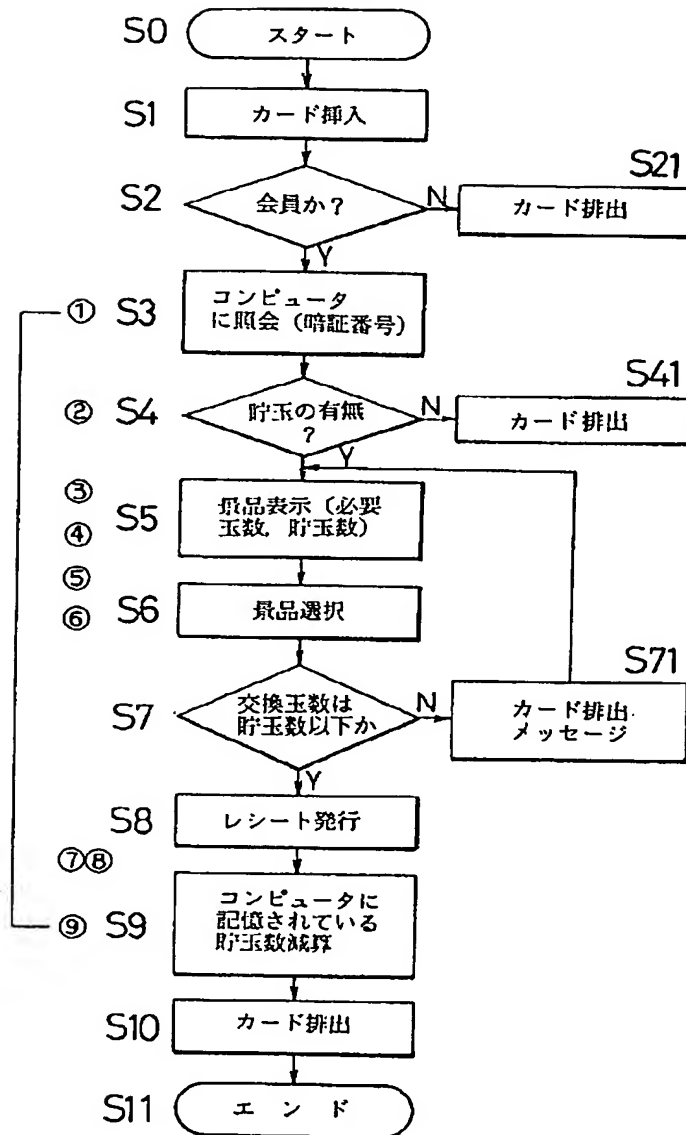 S0 スタート
S1 カード挿入
S21
S2 会員か? N カード排出
Y
① S3 コンピュータ
に照会(暗証番号)
S41
② S4 貯玉の有無 N カード排出
?
Y
③ S5 景品表示(必要
④ 玉数,貯玉数)
⑤
⑥ S6 景品選択
S71
S7 交換玉数は N カード排出
貯玉数以下か メッセージ
Y
S8 レシート発行
⑦⑧
コンピュータに
⑨ S9 記憶されている
貯玉数減算
S10 カード排出
S11 エンド